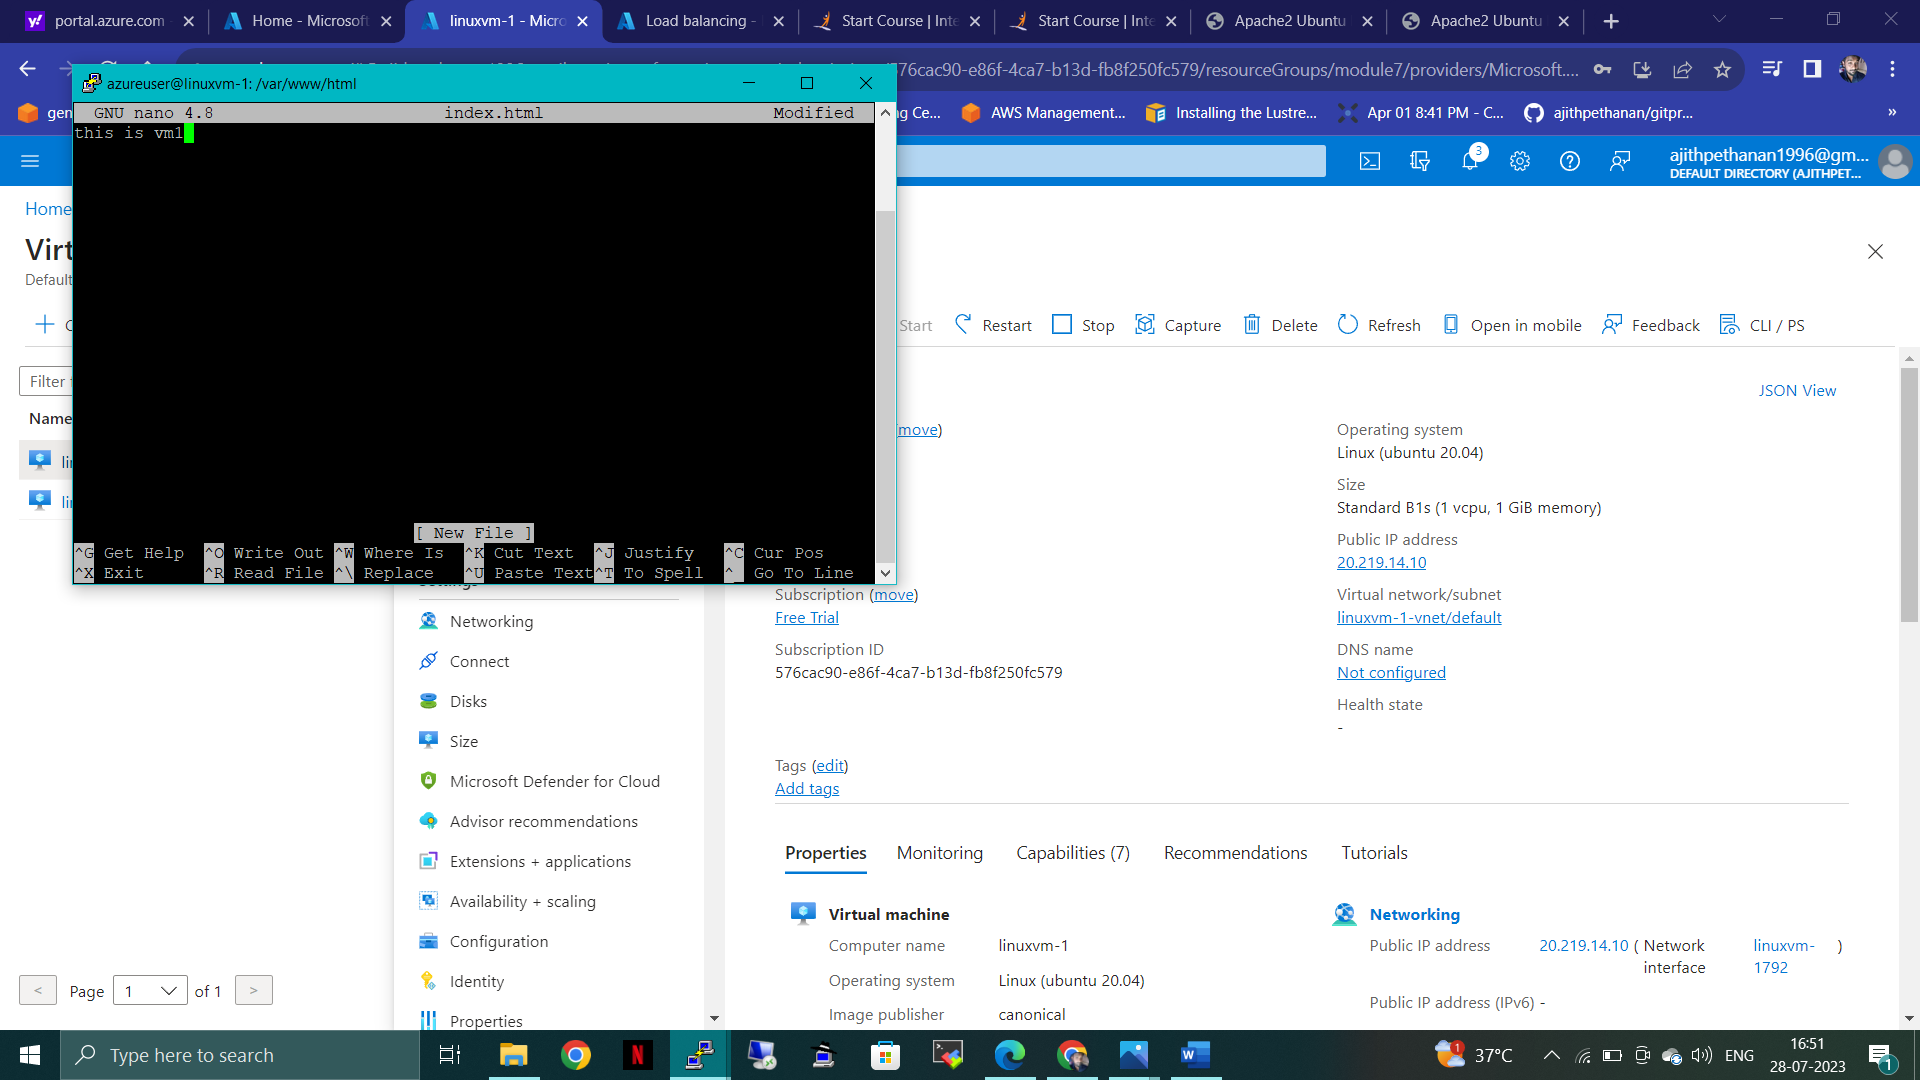 portal.azure.com
Home - Microsoft
linuxvm-1 - Micro
Load balancing -
Start Course | Inte
Start Course | Inte
Apache2 Ubuntu
Apache2 Ubuntu
576cac90-e86f-4ca7-b13d-fb8f250fc579/resourceGroups/module7/providers/Microsoft....
gen
ng Ce...
AWS Management...
Installing the Lustre...
Apr 01 8:41 PM - C...
ajithpethanan/gitpr...
»
azureuser@linuxvm-1: /var/www/html
GNU nano 4.8 index.html Modified
this is vm1
[ New File ]
^G Get Help ^O Write Out ^W Where Is ^K Cut Text ^J Justify ^C Cur Pos
^X Exit ^R Read File ^\ Replace ^U Paste Text ^T To Spell ^_ Go To Line
3
ajithpethanan1996@gm...
DEFAULT DIRECTORY (AJITHPET...
Home
Virt
Default
C
Start
Restart
Stop
Capture
Delete
Refresh
Open in mobile
Feedback
CLI / PS
Filter
Name
li
li
< Page 1 of 1 >
Networking
Connect
Disks
Size
Microsoft Defender for Cloud
Advisor recommendations
Extensions + applications
Availability + scaling
Configuration
Identity
Properties
JSON View
(move)
Subscription (move)
Free Trial
Subscription ID
576cac90-e86f-4ca7-b13d-fb8f250fc579
Operating system
Linux (ubuntu 20.04)
Size
Standard B1s (1 vcpu, 1 GiB memory)
Public IP address
20.219.14.10
Virtual network/subnet
linuxvm-1-vnet/default
DNS name
Not configured
Health state
-
Tags (edit)
Add tags
Properties
Monitoring
Capabilities (7)
Recommendations
Tutorials
Virtual machine
Computer name linuxvm-1
Operating system Linux (ubuntu 20.04)
Image publisher canonical
Networking
Public IP address 20.219.14.10 ( Network interface linuxvm-1792 )
Public IP address (IPv6) -
Type here to search
1
37°C
ENG
16:51
28-07-2023
1